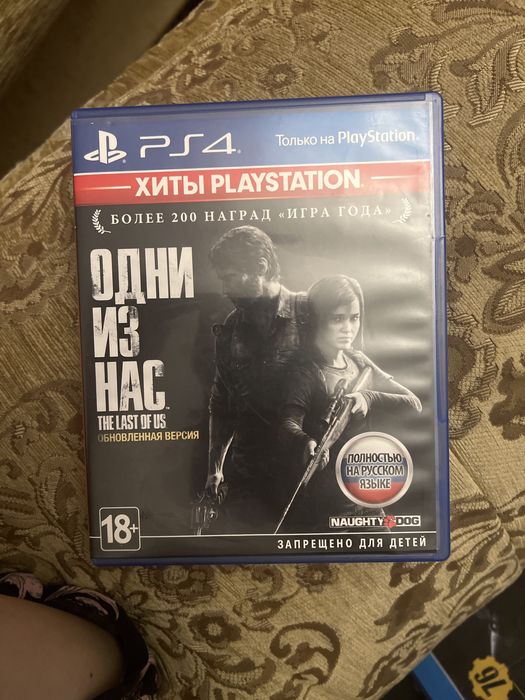 PS4
Только на PlayStation
ХИТЫ PLAYSTATION
БОЛЕЕ 200 НАГРАД «ИГРА ГОДА»
ОДНИ
ИЗ
НАС
THE LAST OF US
ОБНОВЛЕННАЯ ВЕРСИЯ
ПОЛНОСТЬЮ
НА РУССКОМ
ЯЗЫКЕ
18+
NAUGHTY DOG
ЗАПРЕЩЕНО ДЛЯ ДЕТЕЙ